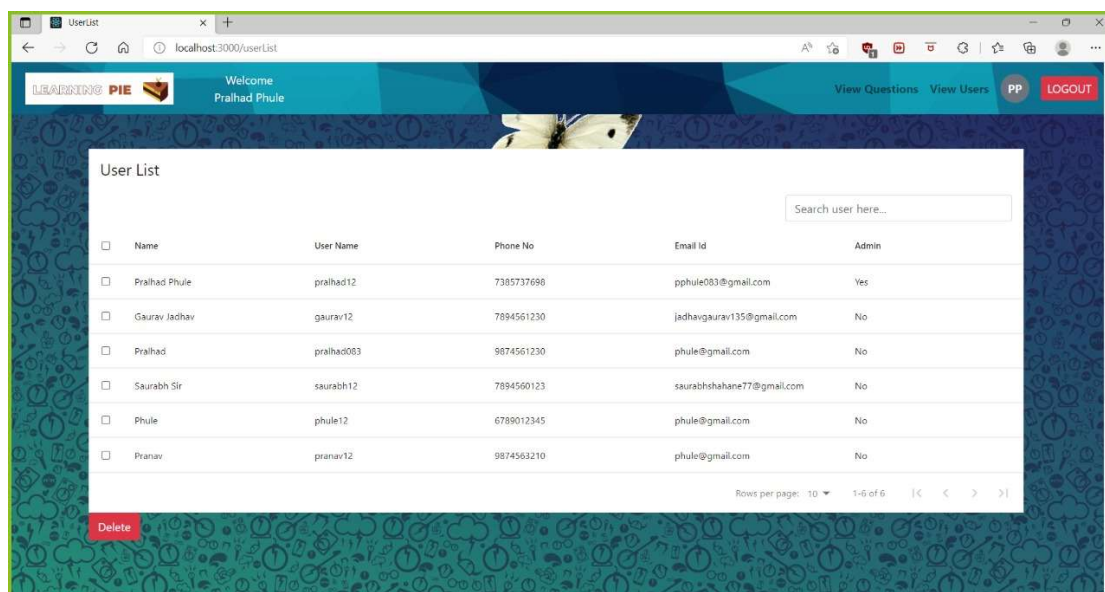 UserList
localhost:3000/userList
LEARNING PIE
Welcome
Pralhad Phule
View Questions View Users PP LOGOUT
User List
Search user here...
Name User Name Phone No Email Id Admin
Pralhad Phule pralhad12 7385737698 pphule083@gmail.com Yes
Gaurav Jadhav gaurav12 7894561230 jadhavgaurav135@gmail.com No
Pralhad pralhad083 9874561230 phule@gmail.com No
Saurabh Sir saurabh12 7894560123 saurabhshahane77@gmail.com No
Phule phule12 6789012345 phule@gmail.com No
Pranav pranav12 9874563210 phule@gmail.com No
Rows per page: 10 1-6 of 6
Delete